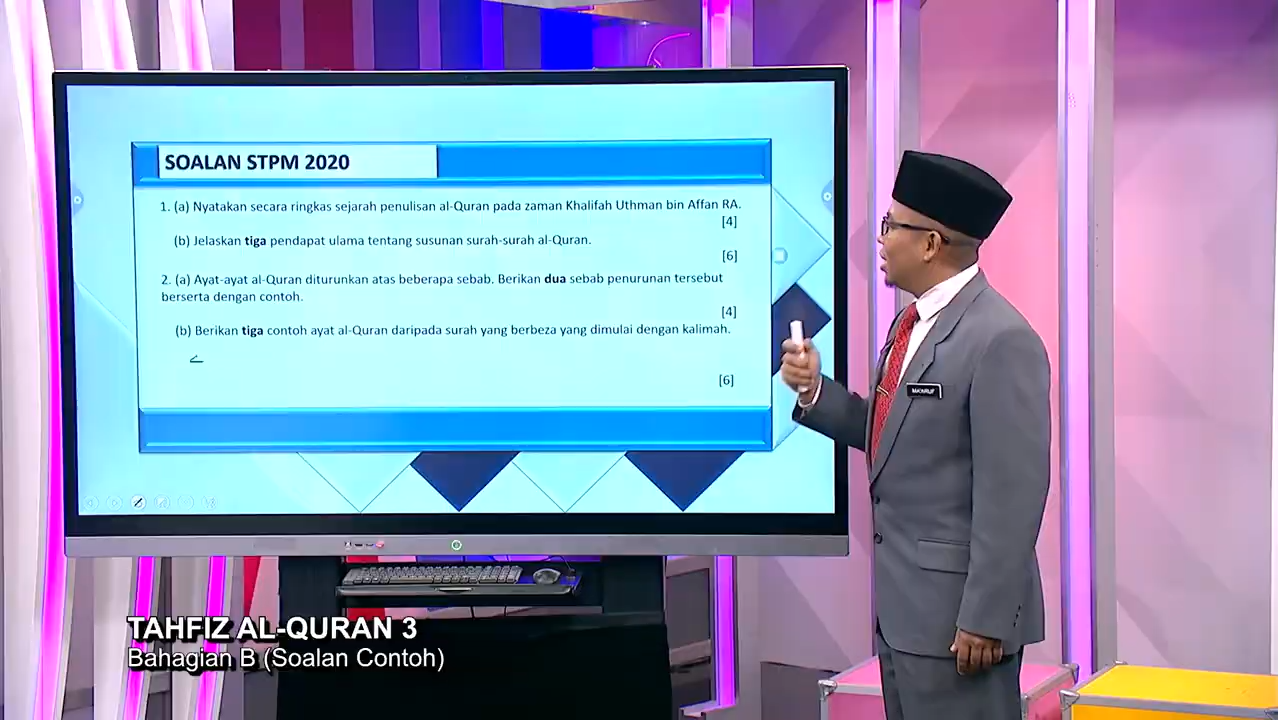 SOALAN STPM 2020
1. (a) Nyatakan secara ringkas sejarah penulisan al-Quran pada zaman Khalifah Uthman bin Affan RA.
[4]
(b) Jelaskan tiga pendapat ulama tentang susunan surah-surah al-Quran.
[6]
2. (a) Ayat-ayat al-Quran diturunkan atas beberapa sebab. Berikan dua sebab penurunan tersebut
berserta dengan contoh.
[4]
(b) Berikan tiga contoh ayat al-Quran daripada surah yang berbeza yang dimulai dengan kalimah.
[6]
TAHFIZ AL-QURAN 3
Bahagian B (Soalan Contoh)